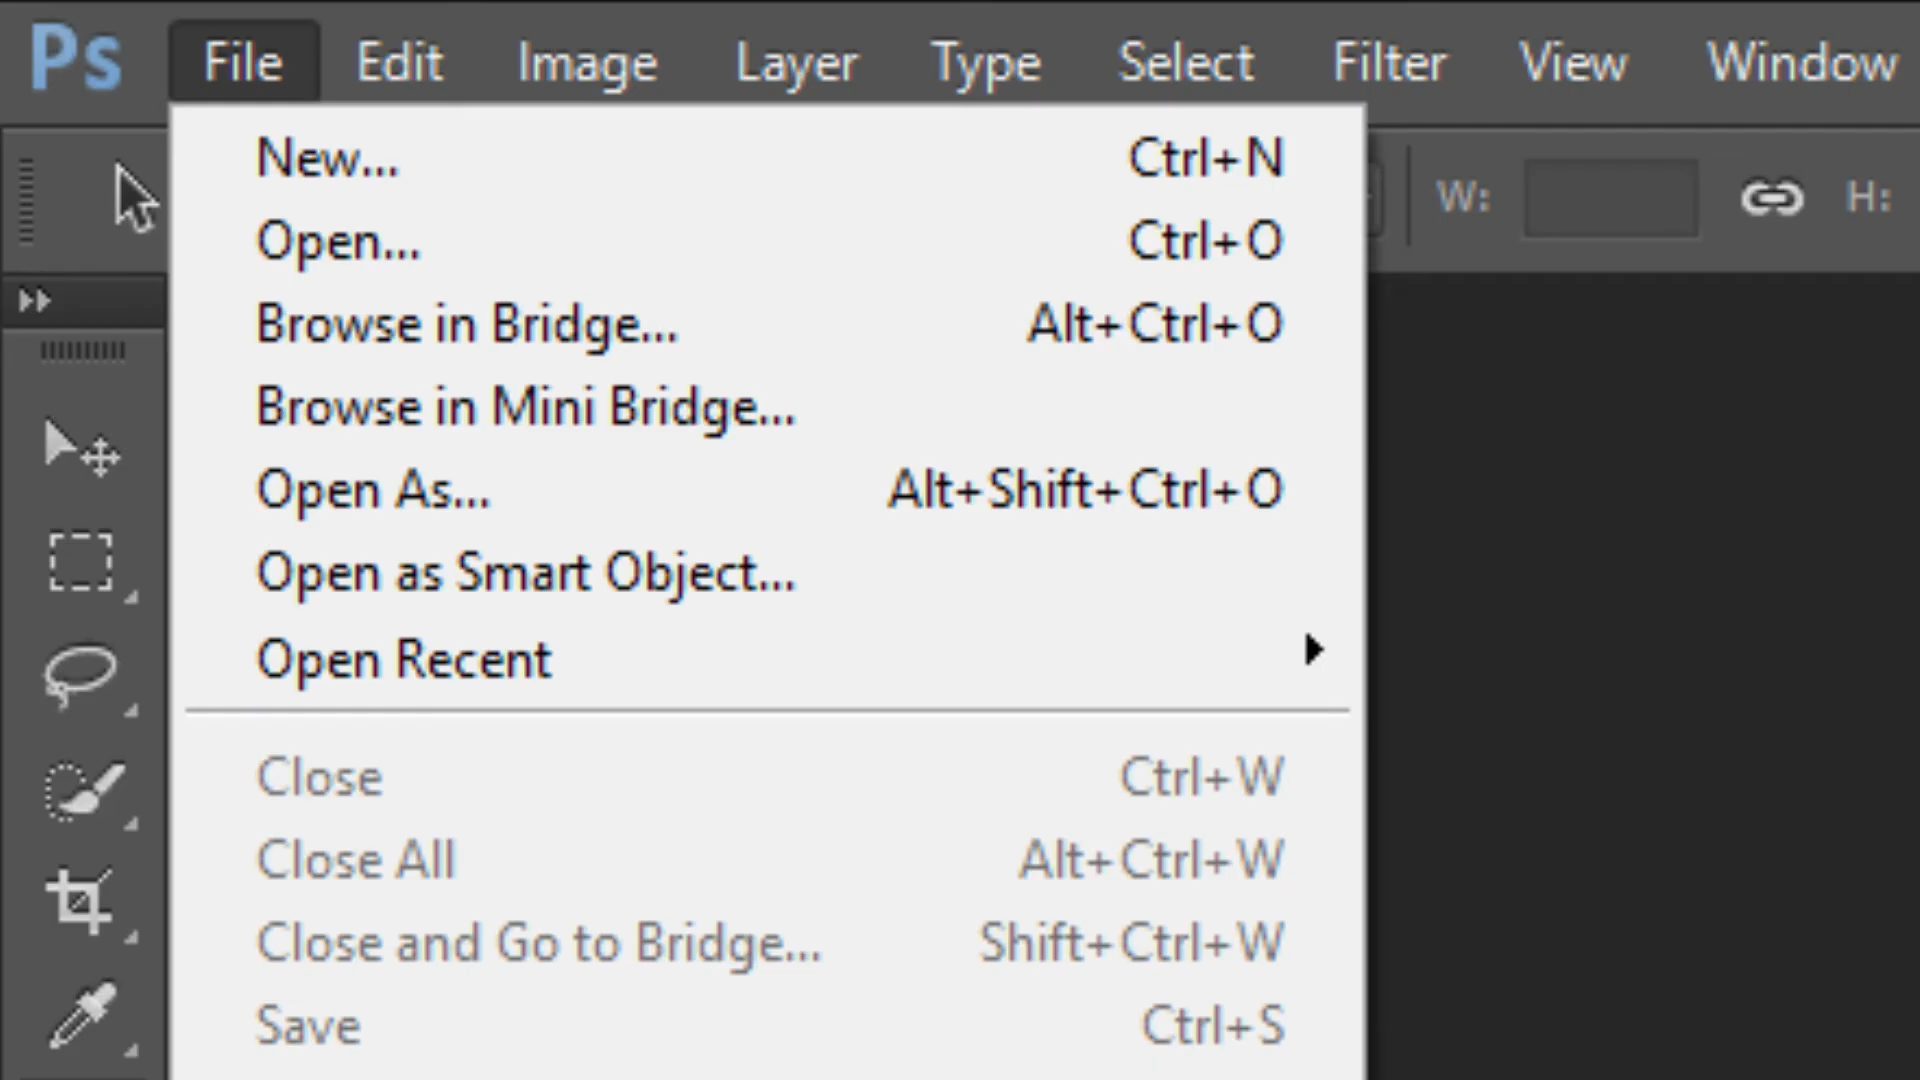 Ps File Edit Image Layer Type Select Filter View Window
W: H:
New... Ctrl+N
Open... Ctrl+O
Browse in Bridge... Alt+Ctrl+O
Browse in Mini Bridge...
Open As... Alt+Shift+Ctrl+O
Open as Smart Object...
Open Recent
Close Ctrl+W
Close All Alt+Ctrl+W
Close and Go to Bridge... Shift+Ctrl+W
Save Ctrl+S